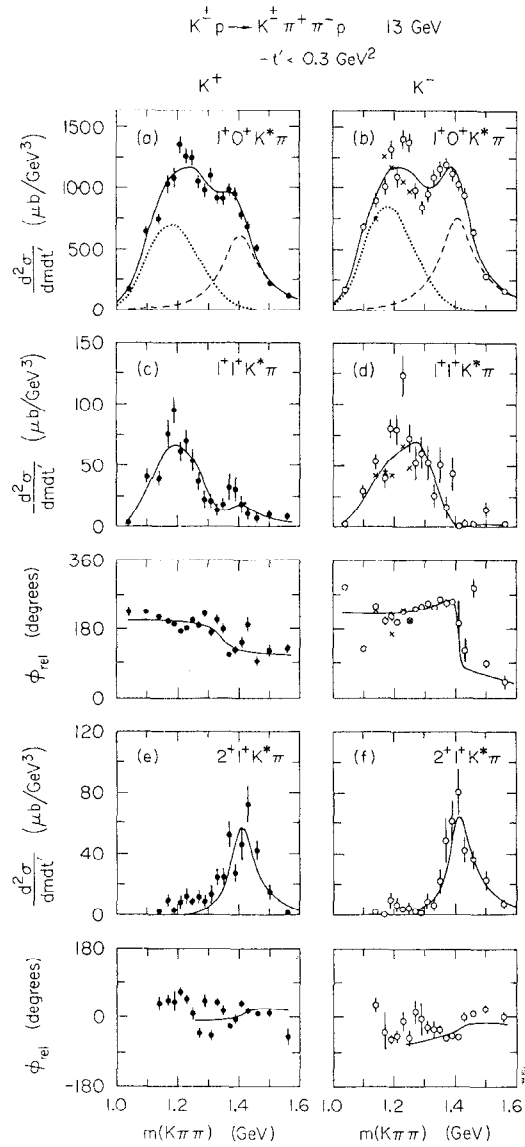 K± p → K± π+ π− p 13 GeV
− t′ < 0.3 GeV²
K+ K−
(a) 1+0+K*π (b) 1+0+K*π
d²σ/dmdt′ (μb/GeV³)
1500
1000
500
0
(c) 1+1+K*π (d) 1+1+K*π
d²σ/dmdt′ (μb/GeV³)
150
100
50
0
φrel (degrees)
360
180
0
(e) 2+1+K*π (f) 2+1+K*π
d²σ/dmdt′ (μb/GeV³)
120
80
40
0
φrel (degrees)
180
0
-180
1.0 1.2 1.4 1.6 1.0 1.2 1.4 1.6
m(Kππ) (GeV) m(Kππ) (GeV)